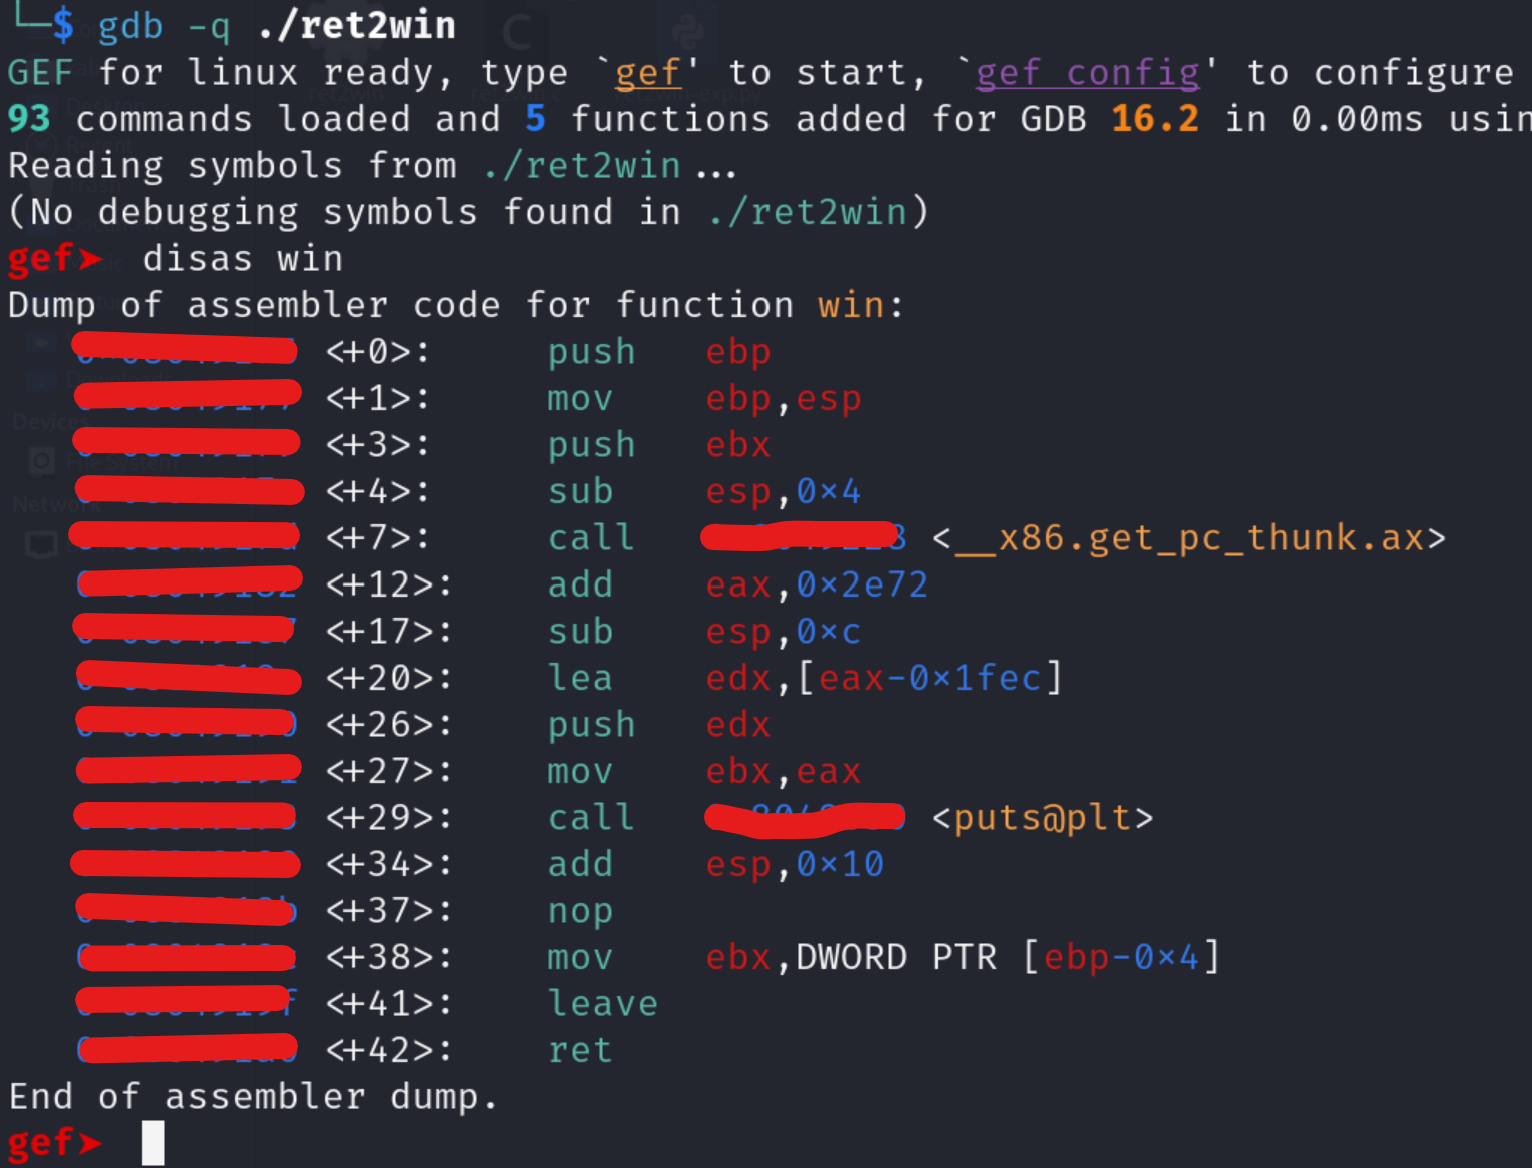 └─$ gdb -q ./ret2win
GEF for linux ready, type `gef' to start, `gef config' to configure
93 commands loaded and 5 functions added for GDB 16.2 in 0.00ms usin
Reading symbols from ./ret2win...
(No debugging symbols found in ./ret2win)
gef➤ disas win
Dump of assembler code for function win:
<+0>: push ebp
<+1>: mov ebp,esp
<+3>: push ebx
<+4>: sub esp,0x4
<+7>: call <__x86.get_pc_thunk.ax>
<+12>: add eax,0x2e72
<+17>: sub esp,0xc
<+20>: lea edx,[eax-0x1fec]
<+26>: push edx
<+27>: mov ebx,eax
<+29>: call <puts@plt>
<+34>: add esp,0x10
<+37>: nop
<+38>: mov ebx,DWORD PTR [ebp-0x4]
<+41>: leave
<+42>: ret
End of assembler dump.
gef➤